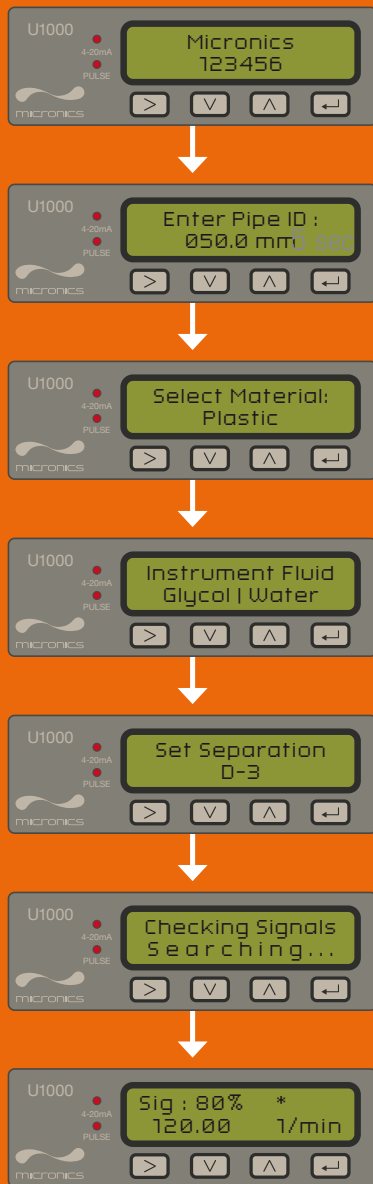 U1000
4-20mA
PULSE
micronics
Micronics
123456
> ∨ ∧ ↵
U1000
4-20mA
PULSE
micronics
Enter Pipe ID :
050.0 mm
5 sec
> ∨ ∧ ↵
U1000
4-20mA
PULSE
micronics
Select Material:
Plastic
> ∨ ∧ ↵
U1000
4-20mA
PULSE
micronics
Instrument Fluid
Glycol | Water
> ∨ ∧ ↵
U1000
4-20mA
PULSE
micronics
Set Separation
D-3
> ∨ ∧ ↵
U1000
4-20mA
PULSE
micronics
Checking Signals
Searching...
> ∨ ∧ ↵
U1000
4-20mA
PULSE
micronics
Sig : 80% *
120.00 1/min
> ∨ ∧ ↵